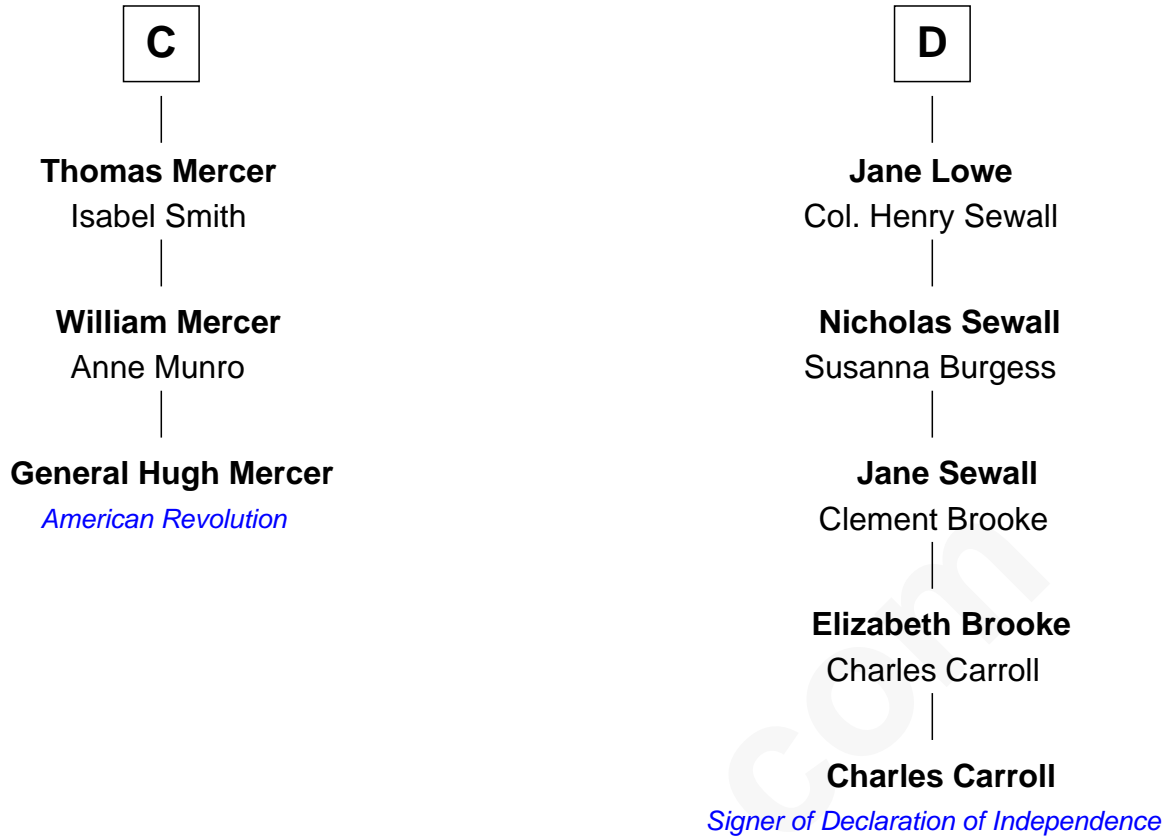 C
Thomas Mercer
Isabel Smith
William Mercer
Anne Munro
General Hugh Mercer
American Revolution
D
Jane Lowe
Col. Henry Sewall
Nicholas Sewall
Susanna Burgess
Jane Sewall
Clement Brooke
Elizabeth Brooke
Charles Carroll
Charles Carroll
Signer of Declaration of Independence
com